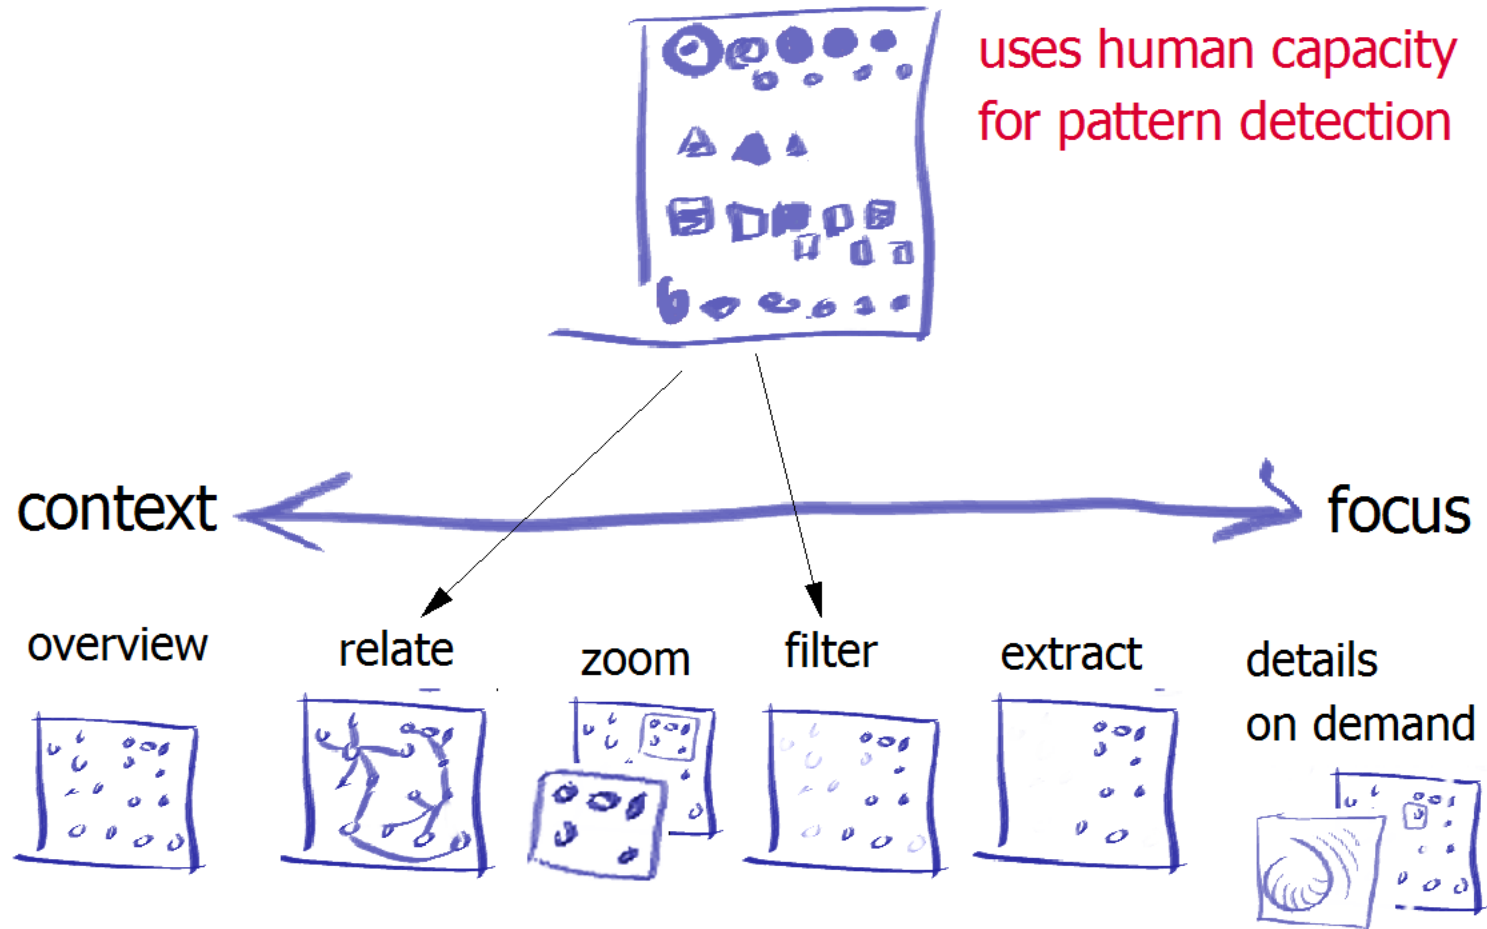 uses human capacity
for pattern detection
context
focus
overview
relate
zoom
filter
extract
details
on demand